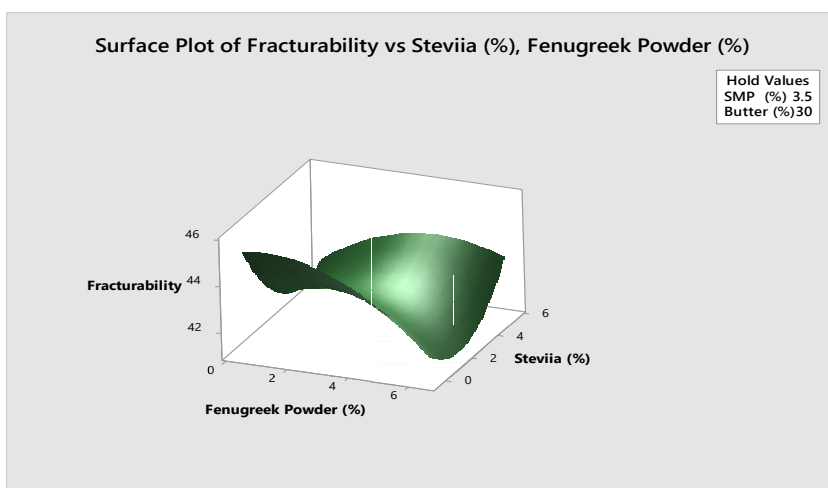 Surface Plot of Fracturability vs Steviia (%), Fenugreek Powder (%)
Hold Values
SMP (%) 3.5
Butter (%)30
46
Fracturability 44
42
0
2
4
6
Fenugreek Powder (%)
6
4
2
0
Steviia (%)